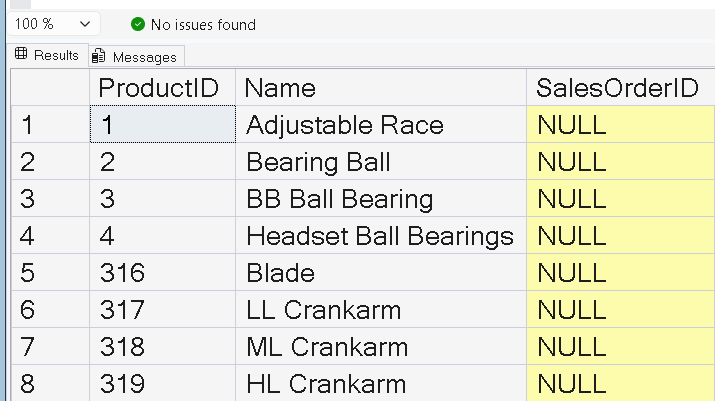 100 % No issues found
Results Messages
ProductID Name SalesOrderID
1 1 Adjustable Race NULL
2 2 Bearing Ball NULL
3 3 BB Ball Bearing NULL
4 4 Headset Ball Bearings NULL
5 316 Blade NULL
6 317 LL Crankarm NULL
7 318 ML Crankarm NULL
8 319 HL Crankarm NULL